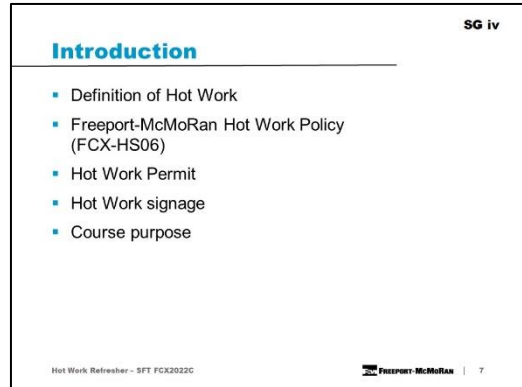 SG iv
Introduction
▪ Definition of Hot Work
▪ Freeport-McMoRan Hot Work Policy
(FCX-HS06)
▪ Hot Work Permit
▪ Hot Work signage
▪ Course purpose
Hot Work Refresher – SFT FCX2022C
FCX FREEPORT-MCMORAN | 7